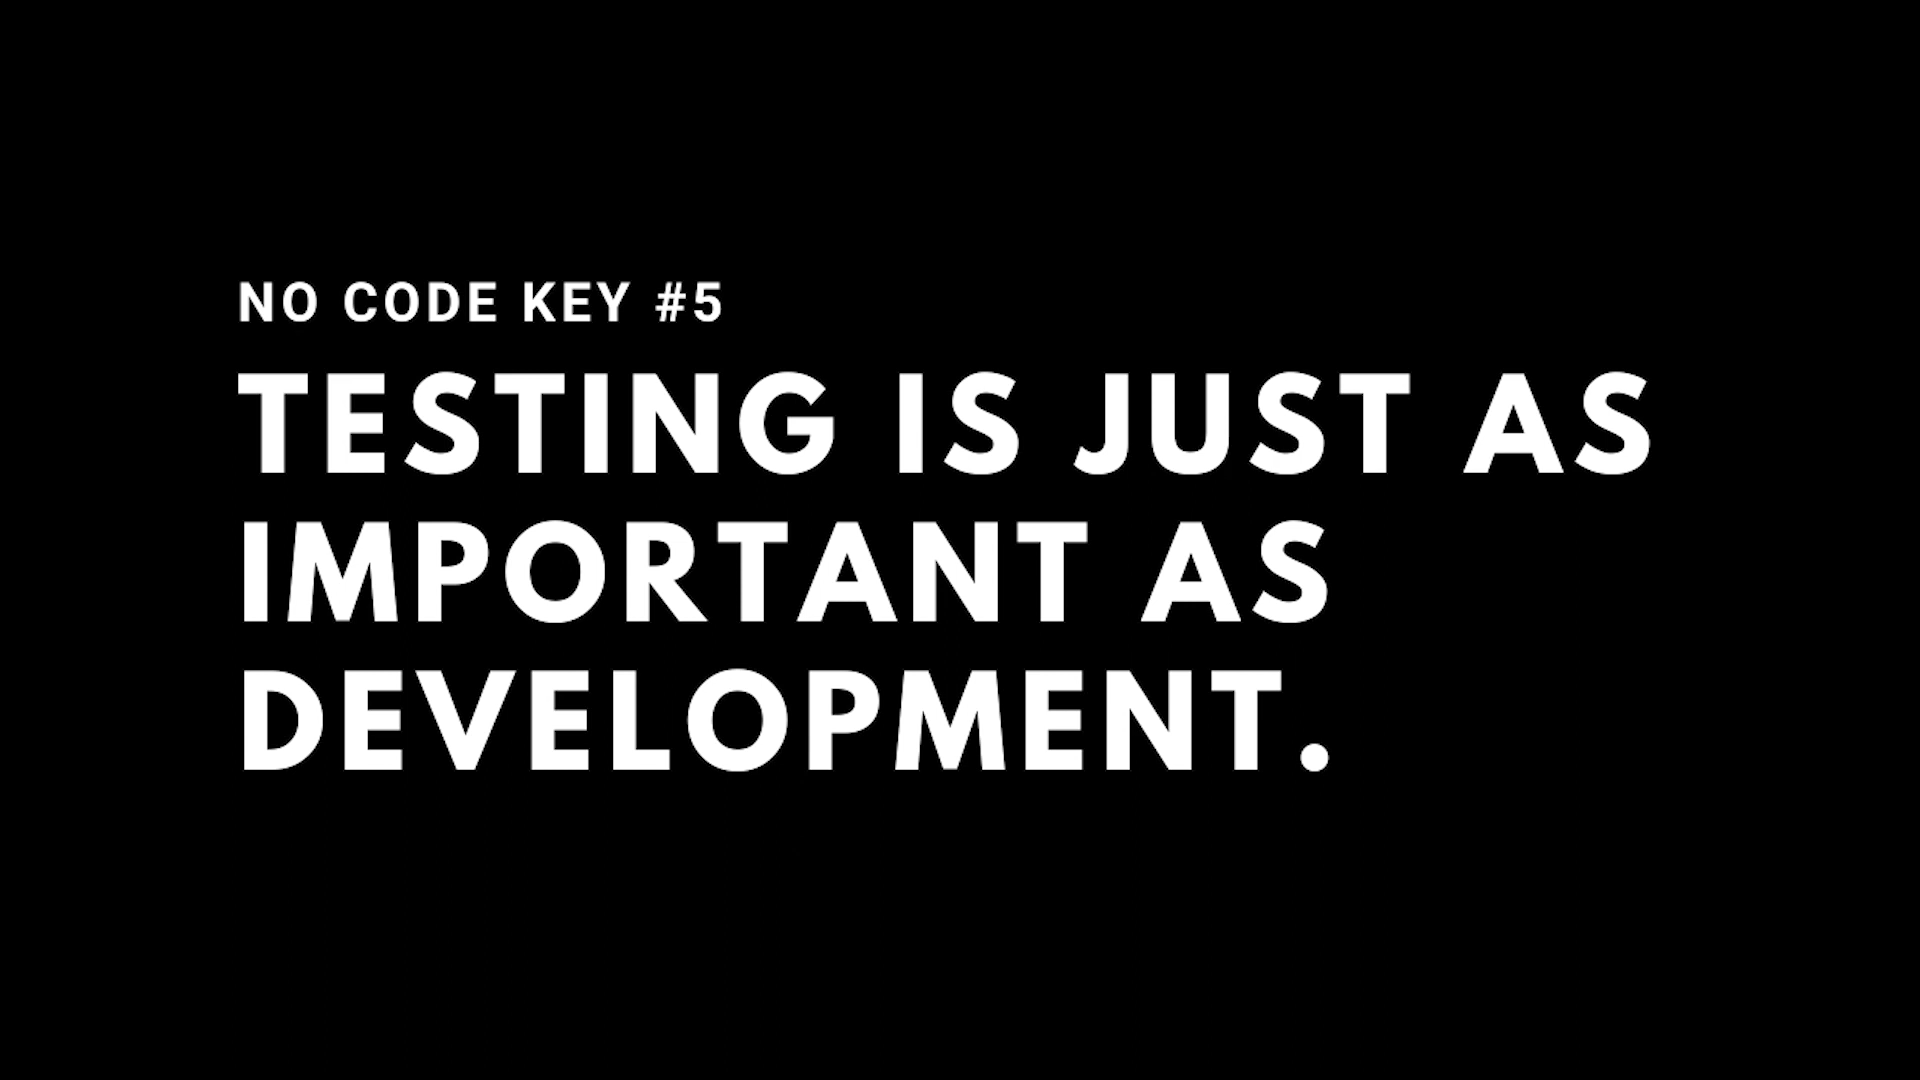 NO CODE KEY #5
TESTING IS JUST AS
IMPORTANT AS
DEVELOPMENT.